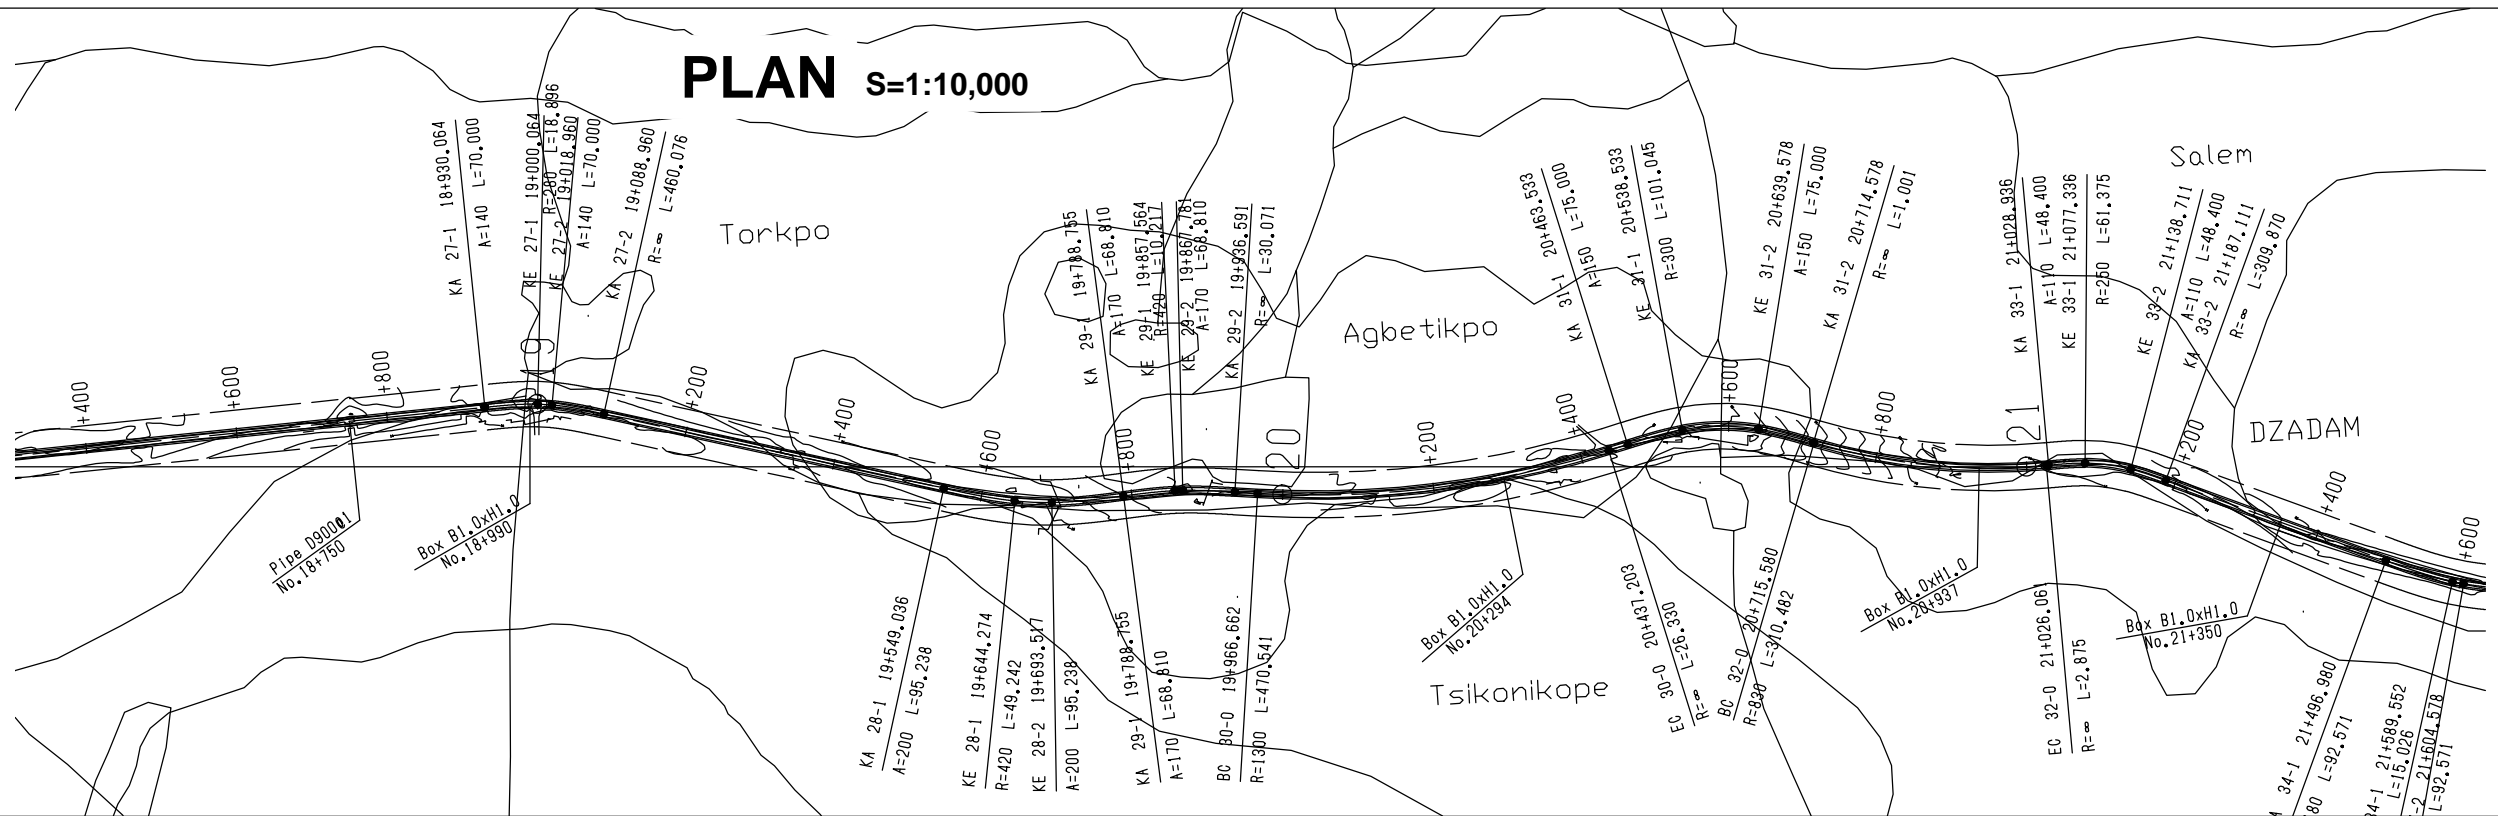 PLAN S=1:10,000
KA 27-1 18+930.064
A=140 L=70.000
KE 27-1 19+000.064
R=280 L=18.896
KE 27-2 19+018.960
A=140 L=70.000
KA 27-2 19+088.960
R=∞ L=460.076
Torkpo
KA 29-1 19+788.755
A=170 L=68.810
KE 29-1 19+857.564
R=420 L=10.217
KE 29-2 19+867.781
A=170 L=68.810
KA 29-2 19+936.591
R=∞ L=30.071
Agbetikpo
KA 31-1 20+463.533
A=150 L=75.000
KE 31-1 20+538.533
R=300 L=101.045
KE 31-2 20+639.578
A=150 L=75.000
KA 31-2 20+714.578
R=∞ L=1.001
KA 33-1 21+028.936
A=110 L=48.400
KE 33-1 21+077.336
R=250 L=61.375
Salem
KE 33-2 21+138.711
A=110 L=48.400
KA 33-2 21+187.111
R=∞ L=309.870
DZADAM
+400
+600
+800
19
+200
+400
+600
+800
20
+200
+400
+600
+800
21
+200
+400
+600
Pipe D900
No.18+750
Box B1.0xH1.0
No.18+990
KA 28-1 19+549.036
A=200 L=95.238
KE 28-1 19+644.274
R=420 L=49.242
KE 28-2 19+693.517
A=200 L=95.238
KA 29-1 19+788.755
A=170 L=68.810
BC 30-0 19+966.662
R=1300 L=470.541
Box B1.0xH1.0
No.20+294
Tsikonikope
EC 30-0 20+437.203
R=∞ L=26.330
BC 32-0 20+715.580
R=830 L=310.482
Box B1.0xH1.0
No.20+937
EC 32-0 21+026.061
R=∞ L=2.875
Box B1.0xH1.0
No.21+350
34-1 21+496.980
80 L=92.571
34-1 21+589.552
L=15.026
-2 21+604.578
L=92.571